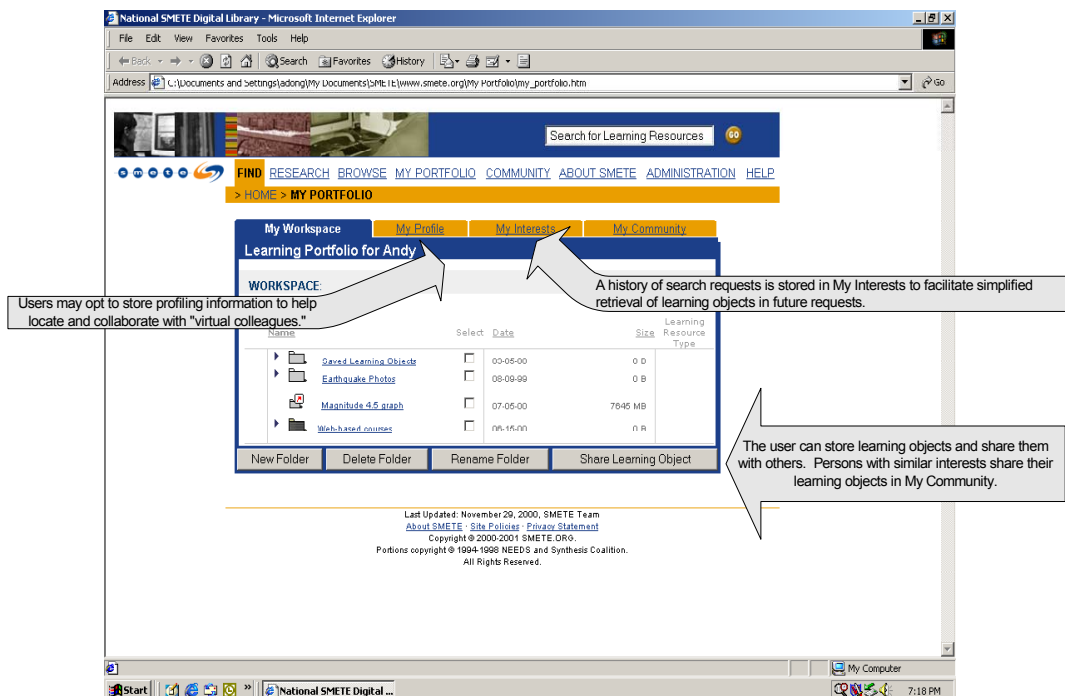 National SMETE Digital Library - Microsoft Internet Explorer
File Edit View Favorites Tools Help
Back Search Favorites History
Address C:\Documents and Settings\adong\My Documents\SMETE\www.smete.org\My Portfolio\my_portfolio.htm Go
Search for Learning Resources GO
smete FIND RESEARCH BROWSE MY PORTFOLIO COMMUNITY ABOUT SMETE ADMINISTRATION HELP
> HOME > MY PORTFOLIO
My Workspace My Profile My Interests My Community
Learning Portfolio for Andy
WORKSPACE:
Users may opt to store profiling information to help
locate and collaborate with "virtual colleagues."
A history of search requests is stored in My Interests to facilitate simplified
retrieval of learning objects in future requests.
Name Select Date Size Learning
Resource
Type
Saved Learning Objects 03-05-00 0 D
Earthquake Photos 08-09-99 0 B
Magnitude 4.5 graph 07-05-00 7645 MB
Web-based courses 06-15-00 0 B
New Folder Delete Folder Rename Folder Share Learning Object
The user can store learning objects and share them
with others. Persons with similar interests share their
learning objects in My Community.
Last Updated: November 29, 2000, SMETE Team
About SMETE · Site Policies · Privacy Statement
Copyright © 2000-2001 SMETE.ORG.
Portions copyright © 1994-1998 NEEDS and Synthesis Coalition.
All Rights Reserved.
My Computer
Start » National SMETE Digital ... 7:18 PM